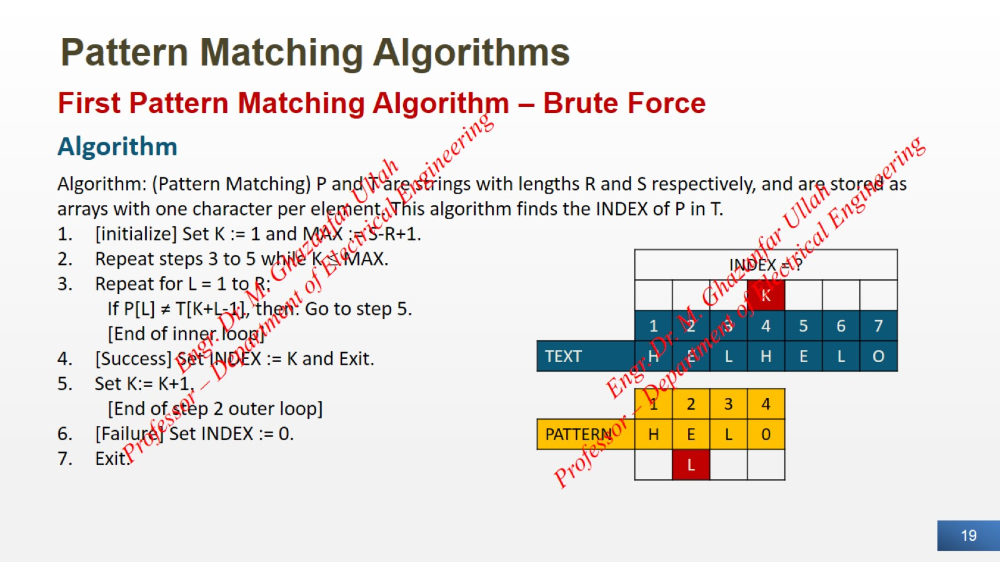 Pattern Matching Algorithms
First Pattern Matching Algorithm – Brute Force
Algorithm
Algorithm: (Pattern Matching) P and T are strings with lengths R and S respectively, and are stored as
arrays with one character per element. This algorithm finds the INDEX of P in T.
1. [initialize] Set K := 1 and MAX := S-R+1.
2. Repeat steps 3 to 5 while K ≤ MAX.
3. Repeat for L = 1 to R:
If P[L] ≠ T[K+L-1], then: Go to step 5.
[End of inner loop]
4. [Success] Set INDEX := K and Exit.
5. Set K:= K+1.
[End of step 2 outer loop]
6. [Failure] Set INDEX := 0.
7. Exit.
INDEX = ?
K
1 2 3 4 5 6 7
TEXT H E L H E L O
1 2 3 4
PATTERN H E L O
L
Engr. Dr. M. Ghazanfar Ullah
Professor – Department of Electrical Engineering
Engr. Dr. M. Ghazanfar Ullah
Professor – Department of Electrical Engineering
19